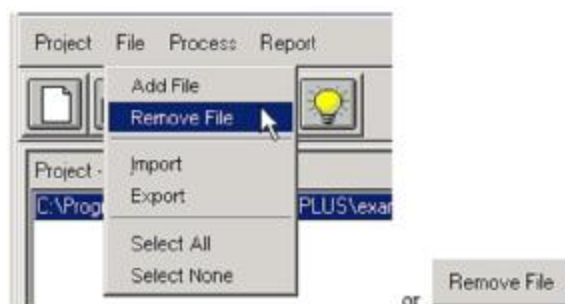 Project File Process Report
Add File
Remove File
Import
Project -
Export
C:\Prog PLUS\exar
Select All
Select None
or Remove File